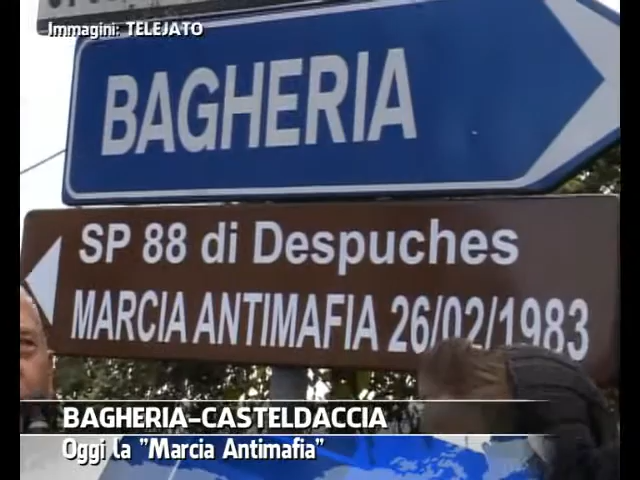 Immagini: TELEJATO
BAGHERIA
SP 88 di Despuches
MARCIA ANTIMAFIA 26/02/1983
BAGHERIA-CASTELDACCIA
Oggi la "Marcia Antimafia"